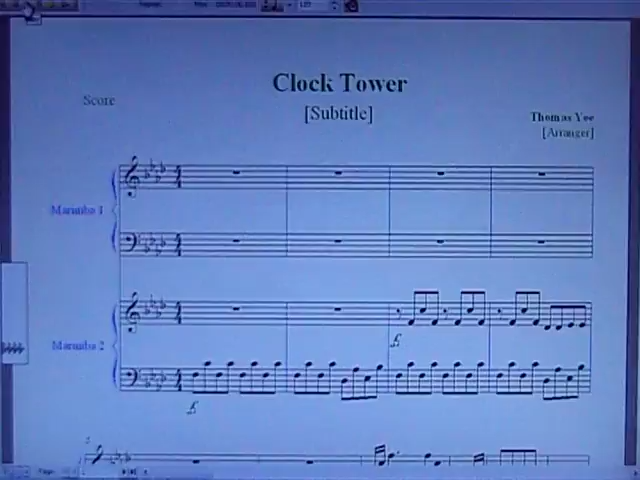 Clock Tower
Score
[Subtitle]
Thomas Yee
[Arranger]
Marimba 1
Marimba 2